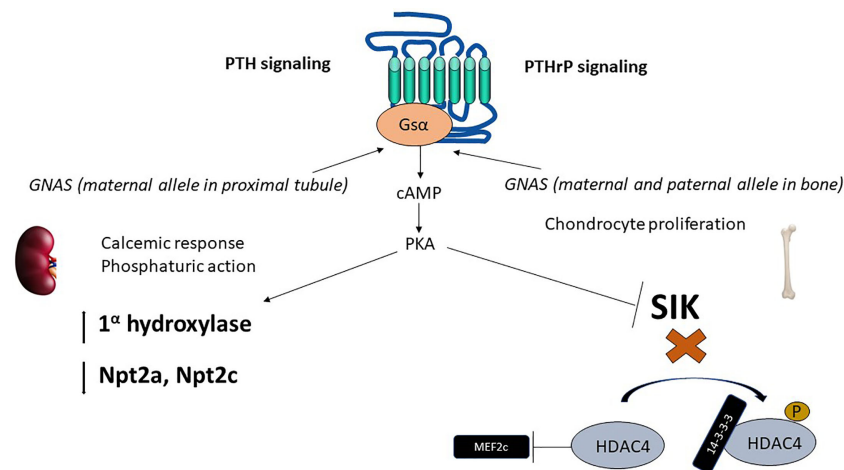 PTH signaling
PTHrP signaling
Gsα
GNAS (maternal allele in proximal tubule)
GNAS (maternal and paternal allele in bone)
cAMP
Chondrocyte proliferation
Calcemic response
Phosphaturic action
PKA
SIK
1α hydroxylase
Npt2a, Npt2c
P
MEF2c
HDAC4
14-3-3-3
HDAC4